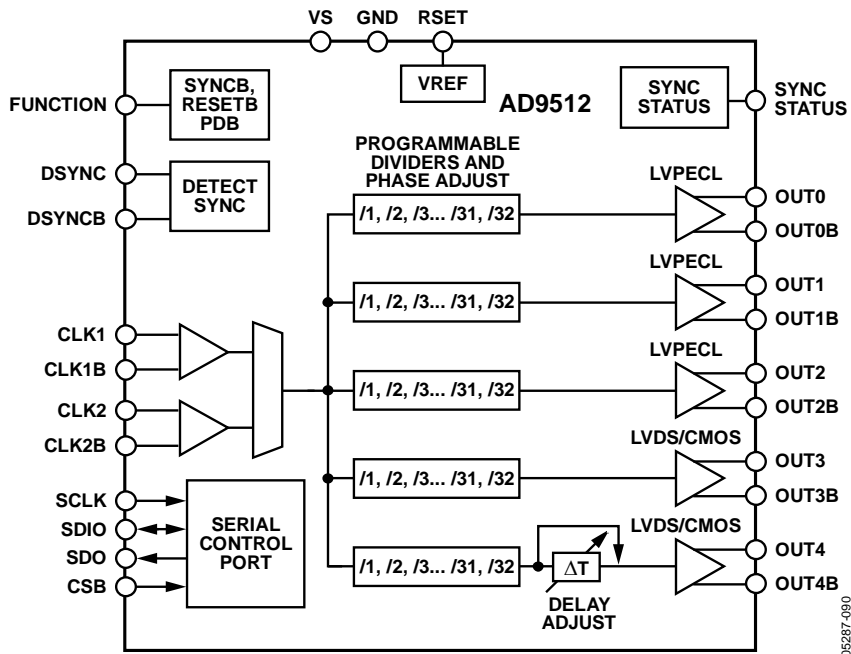 VS GND RSET
VREF
AD9512
SYNC
STATUS
SYNC
STATUS
FUNCTION
SYNCB,
RESETB
PDB
DSYNC
DSYNCB
DETECT
SYNC
PROGRAMMABLE
DIVIDERS AND
PHASE ADJUST
/1, /2, /3... /31, /32
LVPECL
OUT0
OUT0B
/1, /2, /3... /31, /32
LVPECL
OUT1
OUT1B
CLK1
CLK1B
CLK2
CLK2B
/1, /2, /3... /31, /32
LVPECL
OUT2
OUT2B
/1, /2, /3... /31, /32
LVDS/CMOS
OUT3
OUT3B
SCLK
SDIO
SDO
CSB
SERIAL
CONTROL
PORT
/1, /2, /3... /31, /32
ΔT
DELAY
ADJUST
LVDS/CMOS
OUT4
OUT4B
05287-090